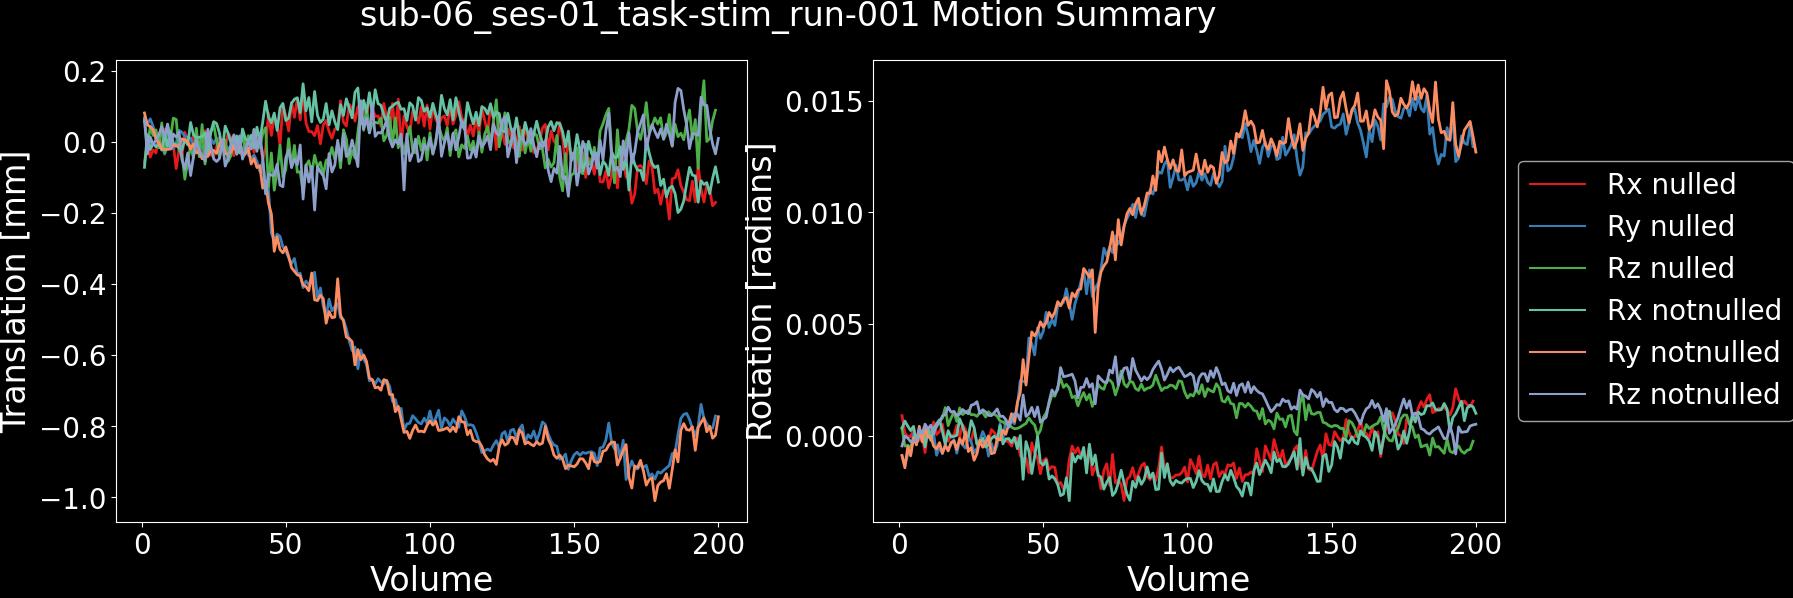 sub-06_ses-01_task-stim_run-001 Motion Summary
Translation [mm]
0.2
0.0
−0.2
−0.4
−0.6
−0.8
−1.0
0 50 100 150 200
Volume
Rotation [radians]
0.015
0.010
0.005
0.000
0 50 100 150 200
Volume
Rx nulled
Ry nulled
Rz nulled
Rx notnulled
Ry notnulled
Rz notnulled